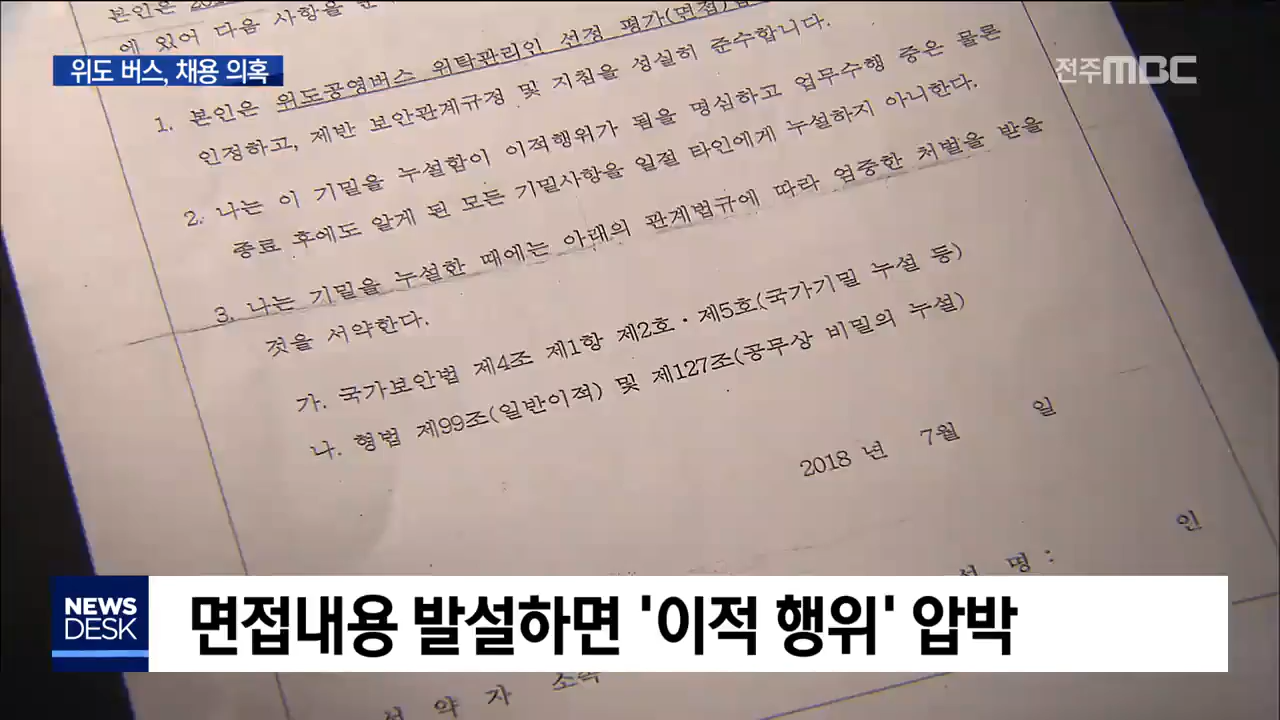 본인은
에 있어 다음 사항을 준
위도 버스, 채용 의혹
전주MBC
1. 본인은 위도공영버스 위탁관리인 선정 평가(면접)
인정하고, 제반 보안관계규정 및 지침을 성실히 준수합니다.
2. 나는 이 기밀을 누설함이 이적행위가 됨을 명심하고 업무수행 중은 물론
종료 후에도 알게 된 모든 기밀사항을 일절 타인에게 누설하지 아니한다.
3. 나는 기밀을 누설한 때에는 아래의 관계법규에 따라 엄중한 처벌을 받을
것을 서약한다.
가. 국가보안법 제4조 제1항 제2호·제5호(국가기밀 누설 등)
나. 형법 제99조(일반이적) 및 제127조(공무상 비밀의 누설)
2018 년 7월 일
성 명 : 인
NEWS
DESK
면접내용 발설하면 '이적 행위' 압박
서 약 자 소속